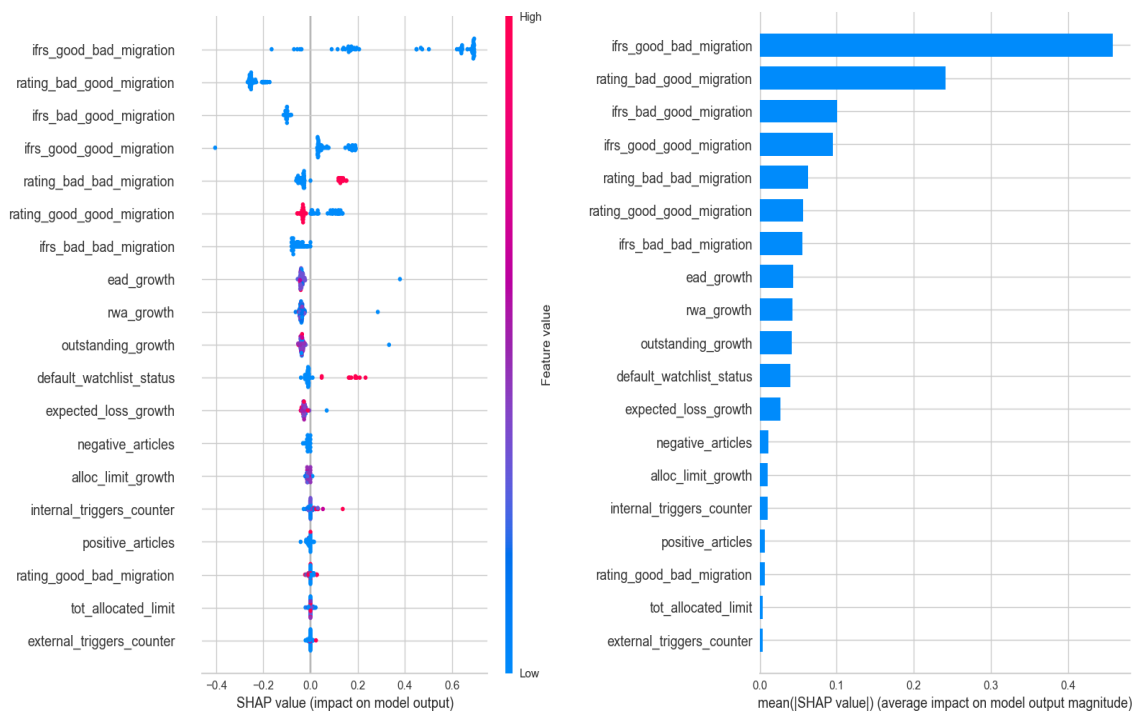 High
ifrs_good_bad_migration
rating_bad_good_migration
ifrs_bad_good_migration
ifrs_good_good_migration
rating_bad_bad_migration
rating_good_good_migration
ifrs_bad_bad_migration
ead_growth
rwa_growth
outstanding_growth
default_watchlist_status
expected_loss_growth
negative_articles
alloc_limit_growth
internal_triggers_counter
positive_articles
rating_good_bad_migration
tot_allocated_limit
external_triggers_counter
−0.4 −0.2 0.0 0.2 0.4 0.6
SHAP value (impact on model output)
Feature value
Low
ifrs_good_bad_migration
rating_bad_good_migration
ifrs_bad_good_migration
ifrs_good_good_migration
rating_bad_bad_migration
rating_good_good_migration
ifrs_bad_bad_migration
ead_growth
rwa_growth
outstanding_growth
default_watchlist_status
expected_loss_growth
negative_articles
alloc_limit_growth
internal_triggers_counter
positive_articles
rating_good_bad_migration
tot_allocated_limit
external_triggers_counter
0.0 0.1 0.2 0.3 0.4
mean(|SHAP value|) (average impact on model output magnitude)